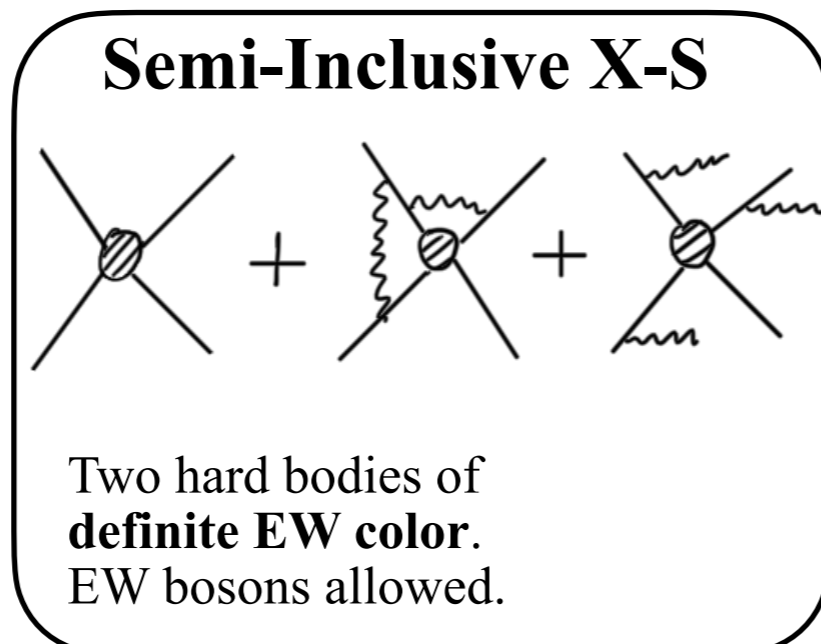 Semi-Inclusive X-S
+ +
Two hard bodies of
definite EW color.
EW bosons allowed.